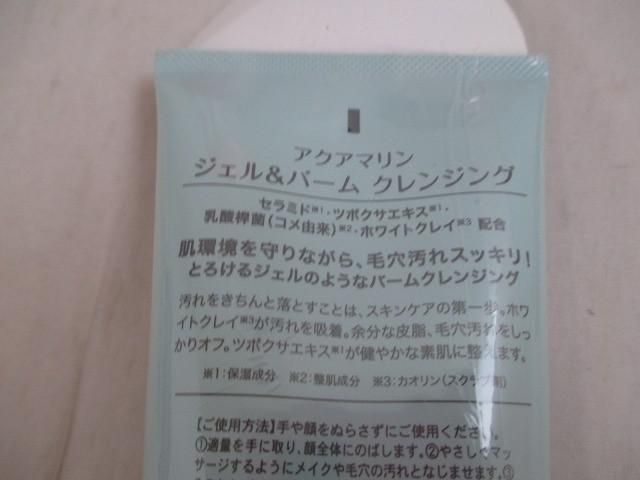 アクアマリン
ジェル&バーム クレンジング
セラミド※1・ツボクサエキス※1・
乳酸桿菌(コメ由来)※2・ホワイトクレイ※3 配合
肌環境を守りながら、毛穴汚れスッキリ!
とろけるジェルのようなバームクレンジング
汚れをきちんと落とすことは、スキンケアの第一歩。ホワ
イトクレイ※3が汚れを吸着。余分な皮脂、毛穴汚れをしっ
かりオフ。ツボクサエキス※1が健やかな素肌に整えます。
※1:保湿成分 ※2:整肌成分 ※3:カオリン(スクラブ剤)
【ご使用方法】手や顔をぬらさずにご使用ください。
①適量を手に取り、顔全体にのばします。②やさしくマッ
サージするようにメイクや毛穴の汚れとなじませます。③